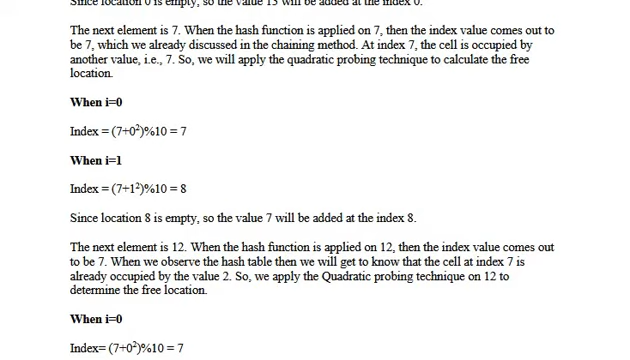 Since location 0 is empty, so the value 13 will be added at the index 0.
The next element is 7. When the hash function is applied on 7, then the index value comes out to
be 7, which we already discussed in the chaining method. At index 7, the cell is occupied by
another value, i.e., 7. So, we will apply the quadratic probing technique to calculate the free
location.
When i=0
Index = (7+0²)%10 = 7
When i=1
Index = (7+1²)%10 = 8
Since location 8 is empty, so the value 7 will be added at the index 8.
The next element is 12. When the hash function is applied on 12, then the index value comes out
to be 7. When we observe the hash table then we will get to know that the cell at index 7 is
already occupied by the value 2. So, we apply the Quadratic probing technique on 12 to
determine the free location.
When i=0
Index= (7+0²)%10 = 7